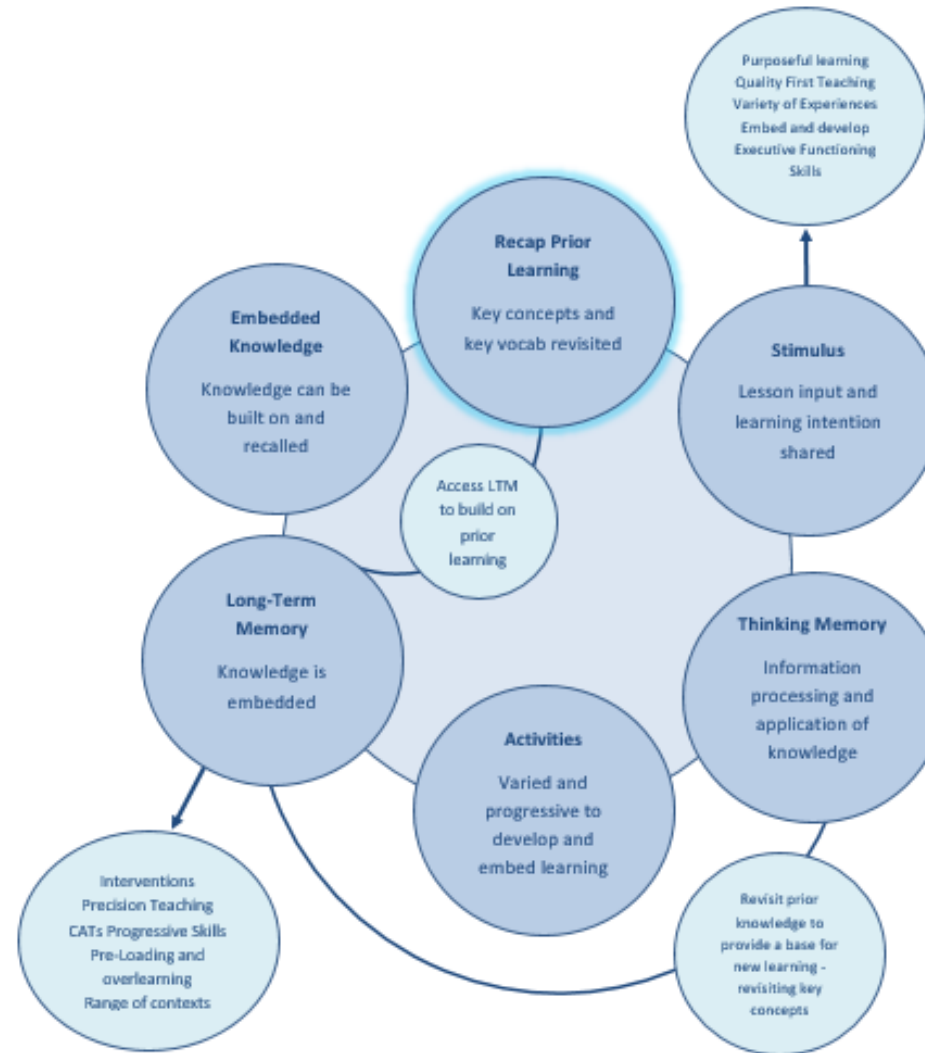 Purposeful learning
Quality First Teaching
Variety of Experiences
Embed and develop
Executive Functioning
Skills
Recap Prior
Learning
Key concepts and
key vocab revisited
Stimulus
Lesson input and
learning intention
shared
Thinking Memory
Information
processing and
application of
knowledge
Revisit prior
knowledge to
provide a base for
new learning -
revisiting key
concepts
Activities
Varied and
progressive to
develop and
embed learning
Long-Term
Memory
Knowledge is
embedded
Interventions
Precision Teaching
CATs Progressive Skills
Pre-Loading and
overlearning
Range of contexts
Embedded
Knowledge
Knowledge can be
built on and
recalled
Access LTM
to build on
prior
learning